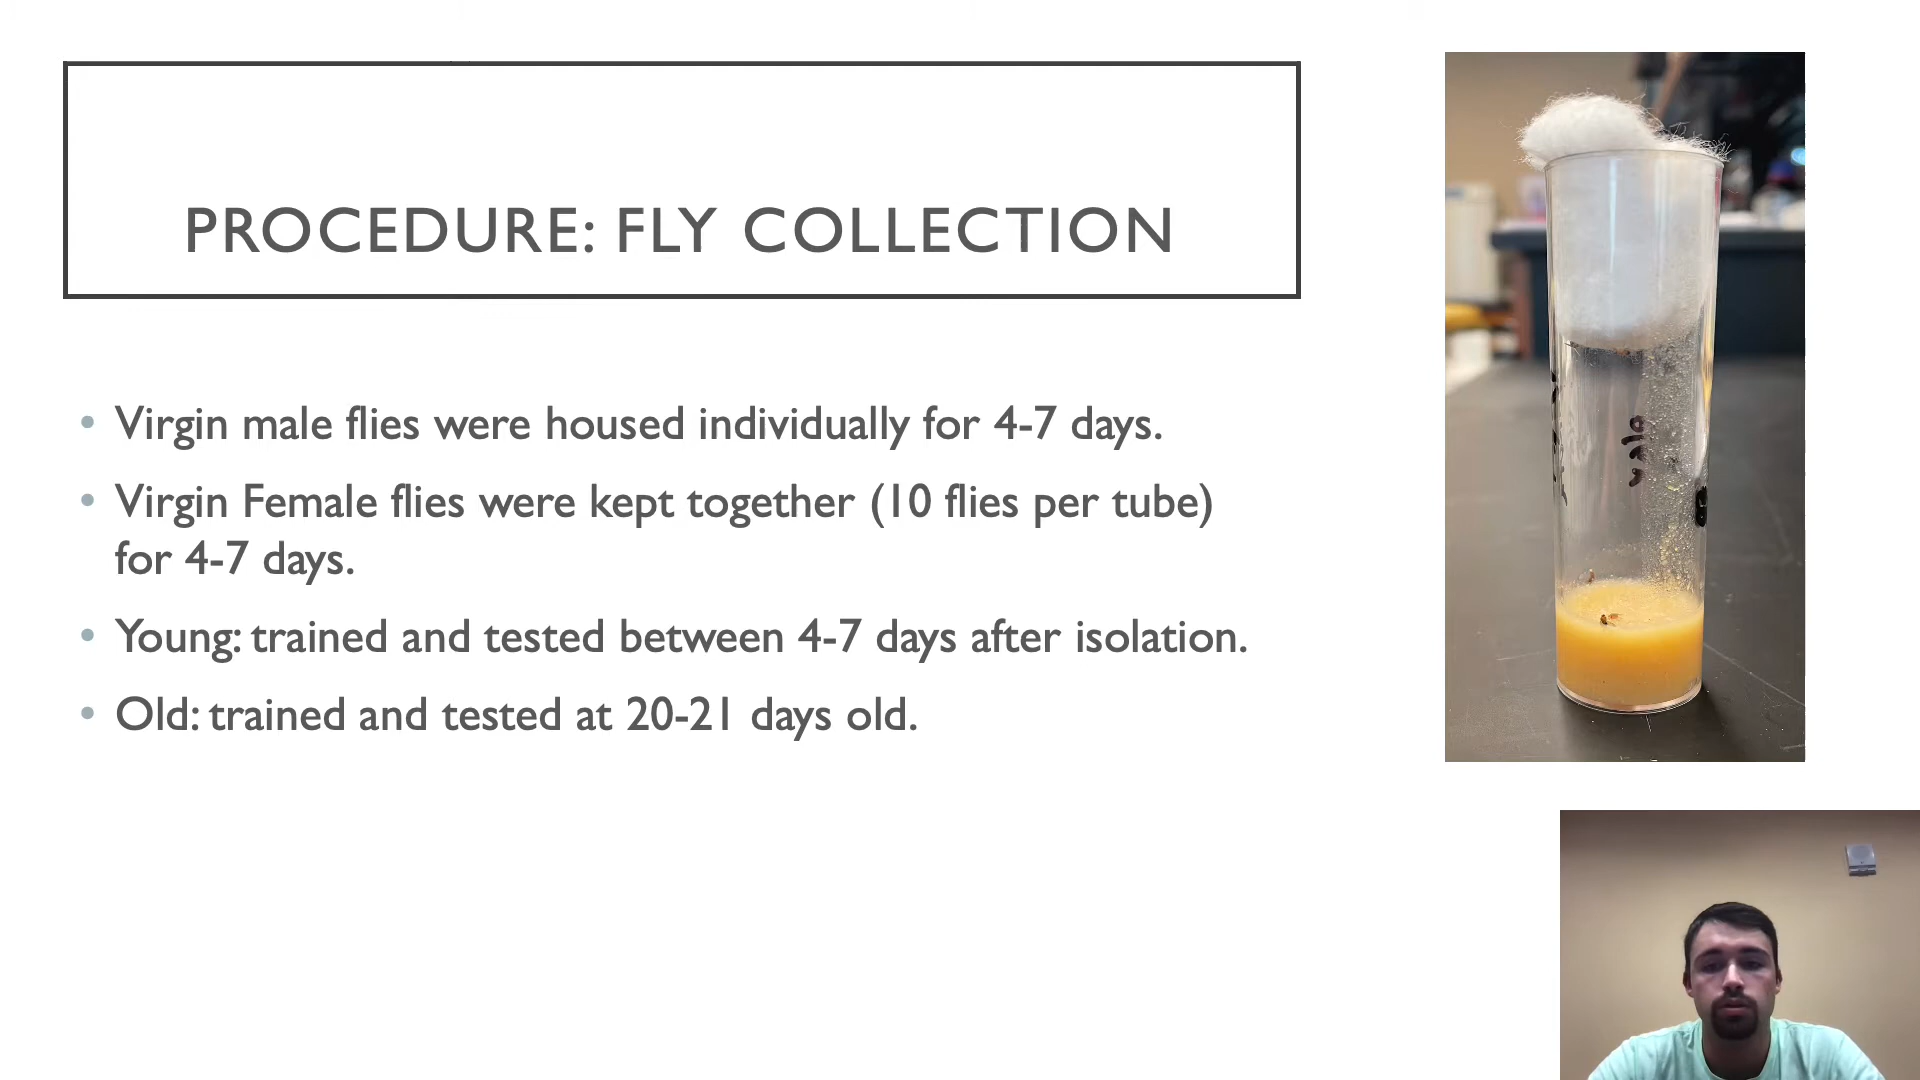 PROCEDURE: FLY COLLECTION
• Virgin male flies were housed individually for 4-7 days.
• Virgin Female flies were kept together (10 flies per tube)
for 4-7 days.
• Young: trained and tested between 4-7 days after isolation.
• Old: trained and tested at 20-21 days old.